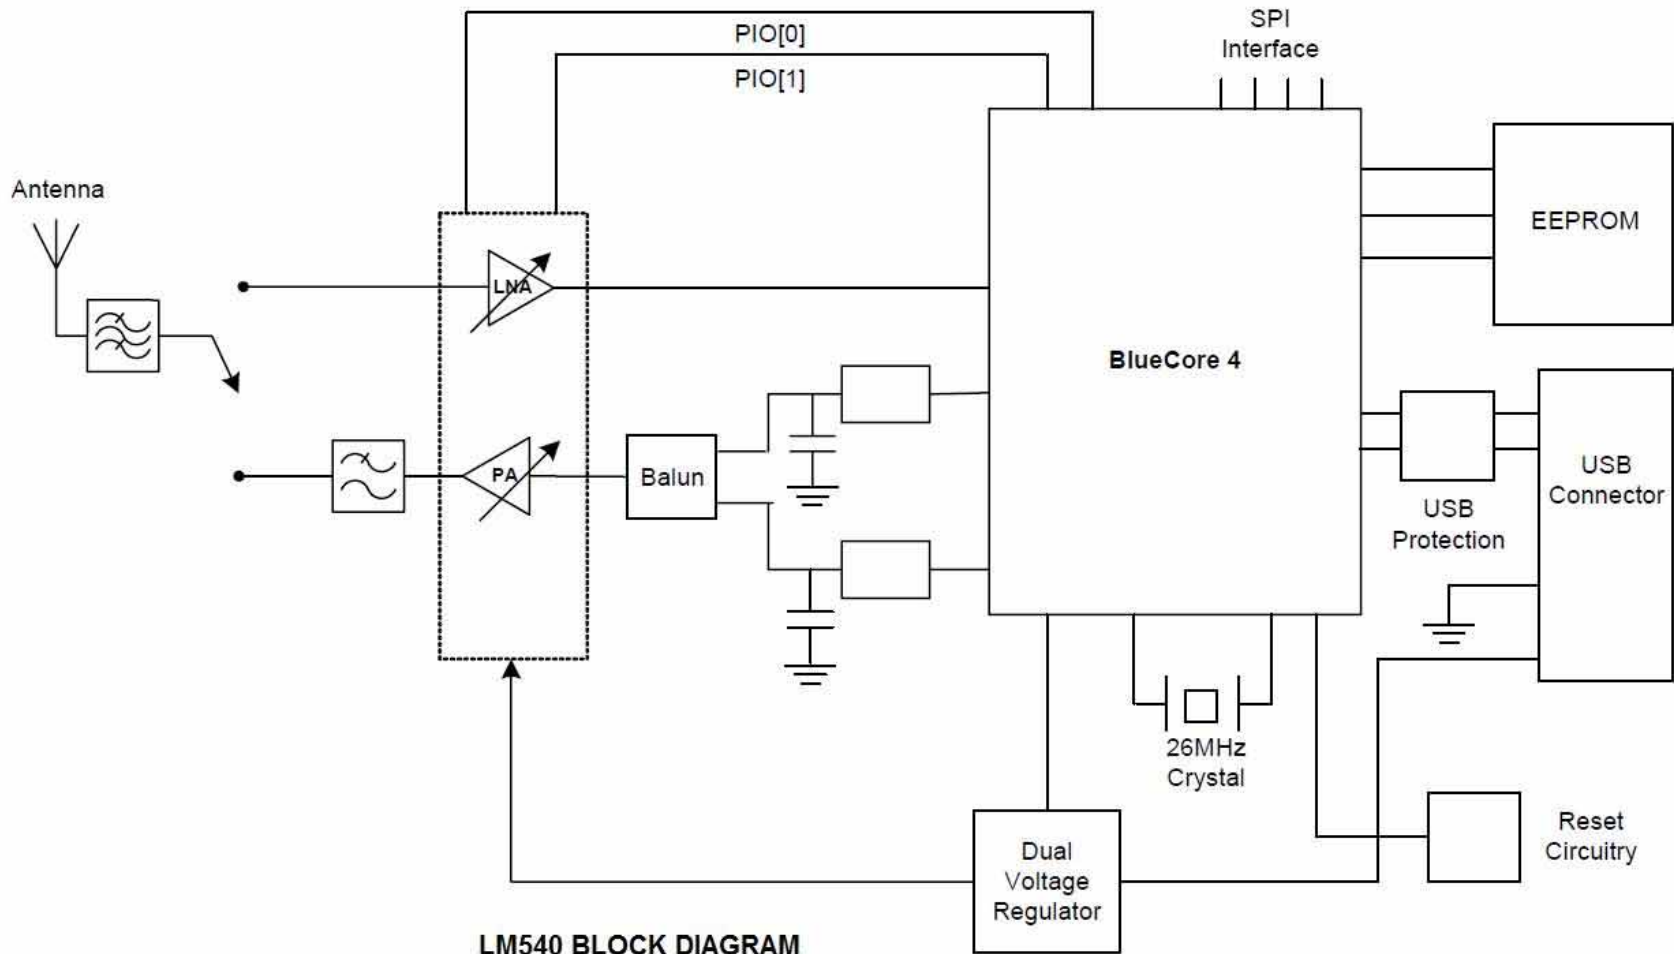 PIO[0]
PIO[1]
SPI
Interface
Antenna
LNA
EEPROM
BlueCore 4
PA
Balun
USB
Connector
USB
Protection
26MHz
Crystal
Reset
Circuitry
Dual
Voltage
Regulator
LM540 BLOCK DIAGRAM